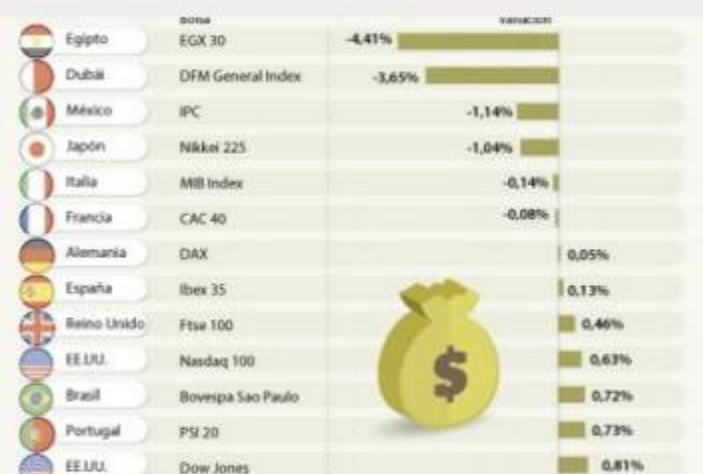 Bolsa Variación
Egipto EGX 30 -4,41%
Dubái DFM General Index -3,65%
México IPC -1,14%
Japón Nikkei 225 -1,04%
Italia MIB Index -0,14%
Francia CAC 40 -0,08%
Alemania DAX 0,05%
España Ibex 35 0,13%
Reino Unido Ftse 100 0,46%
EE.UU. Nasdaq 100 0,63%
Brasil Bovespa Sao Paulo 0,72%
Portugal PSI 20 0,73%
EE.UU. Dow Jones 0,81%
$